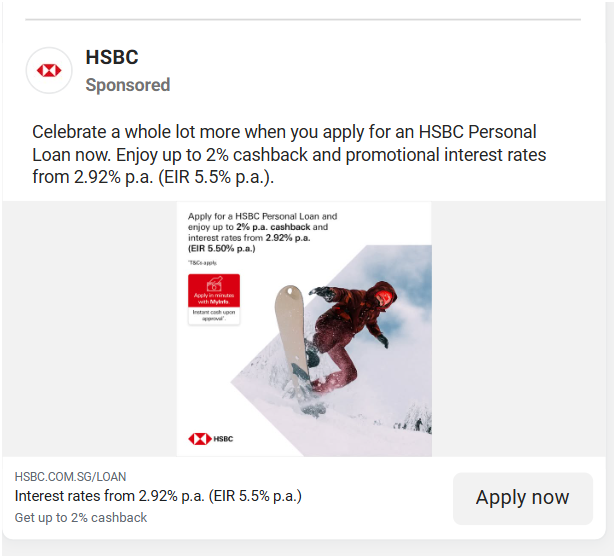 HSBC
Sponsored
Celebrate a whole lot more when you apply for an HSBC Personal
Loan now. Enjoy up to 2% cashback and promotional interest rates
from 2.92% p.a. (EIR 5.5% p.a.).
Apply for a HSBC Personal Loan and
enjoy up to 2% p.a. cashback and
interest rates from 2.92% p.a.
(EIR 5.50% p.a.)
*T&Cs apply.
Apply in minutes
with MyInfo.
Instant cash upon
approval*.
HSBC
HSBC.COM.SG/LOAN
Interest rates from 2.92% p.a. (EIR 5.5% p.a.)
Get up to 2% cashback
Apply now